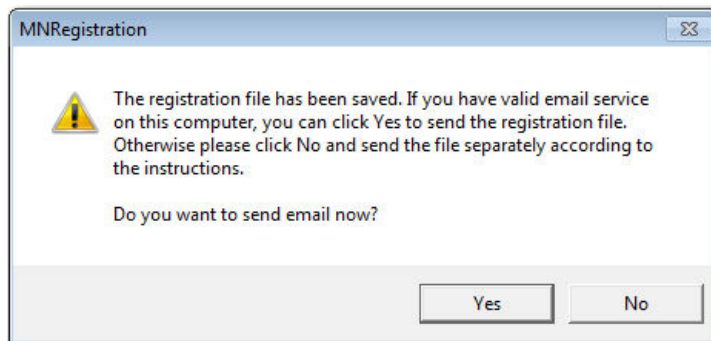 MNRegistration
The registration file has been saved. If you have valid email service
on this computer, you can click Yes to send the registration file.
Otherwise please click No and send the file separately according to
the instructions.
Do you want to send email now?
Yes
No